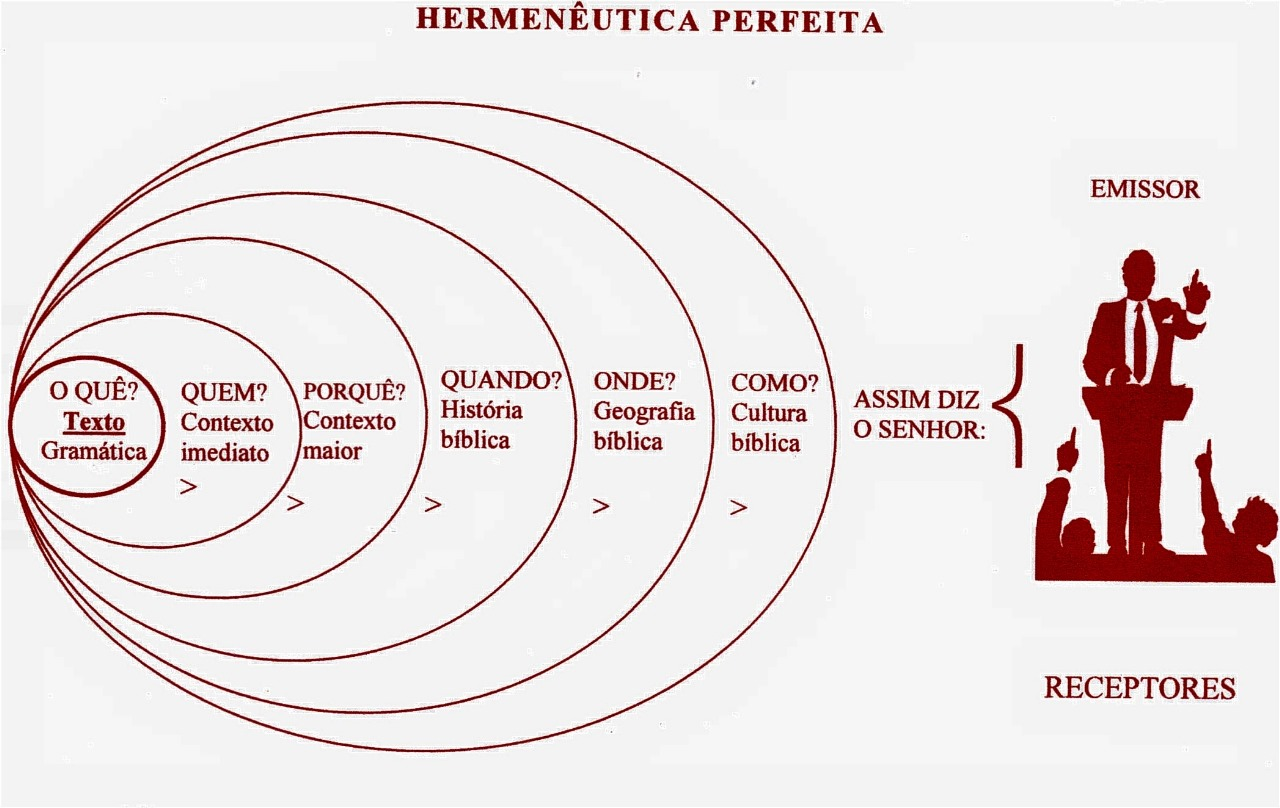 HERMENÊUTICA PERFEITA
EMISSOR
O QUÊ?
Texto
Gramática
>
QUEM?
Contexto
imediato
>
PORQUÊ?
Contexto
maior
>
QUANDO?
História
bíblica
>
ONDE?
Geografia
bíblica
>
COMO?
Cultura
bíblica
ASSIM DIZ
O SENHOR:
{
RECEPTORES